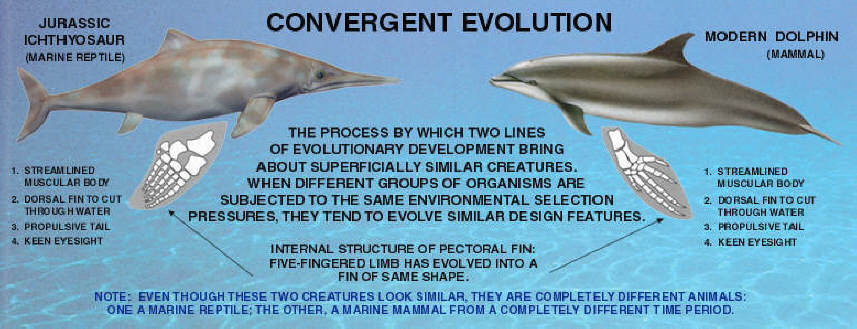 CONVERGENT EVOLUTION
JURASSIC
ICHTHYOSAUR
(MARINE REPTILE)
MODERN DOLPHIN
(MAMMAL)
THE PROCESS BY WHICH TWO LINES
OF EVOLUTIONARY DEVELOPMENT BRING
ABOUT SUPERFICIALLY SIMILAR CREATURES.
WHEN DIFFERENT GROUPS OF ORGANISMS ARE
SUBJECTED TO THE SAME ENVIRONMENTAL SELECTION
PRESSURES, THEY TEND TO EVOLVE SIMILAR DESIGN FEATURES.
1. STREAMLINED
MUSCULAR BODY
2. DORSAL FIN TO CUT
THROUGH WATER
3. PROPULSIVE TAIL
4. KEEN EYESIGHT
1. STREAMLINED
MUSCULAR BODY
2. DORSAL FIN TO CUT
THROUGH WATER
3. PROPULSIVE TAIL
4. KEEN EYESIGHT
INTERNAL STRUCTURE OF PECTORAL FIN:
FIVE-FINGERED LIMB HAS EVOLVED INTO A
FIN OF SAME SHAPE.
NOTE: EVEN THOUGH THESE TWO CREATURES LOOK SIMILAR, THEY ARE COMPLETELY DIFFERENT ANIMALS:
ONE A MARINE REPTILE; THE OTHER, A MARINE MAMMAL FROM A COMPLETELY DIFFERENT TIME PERIOD.